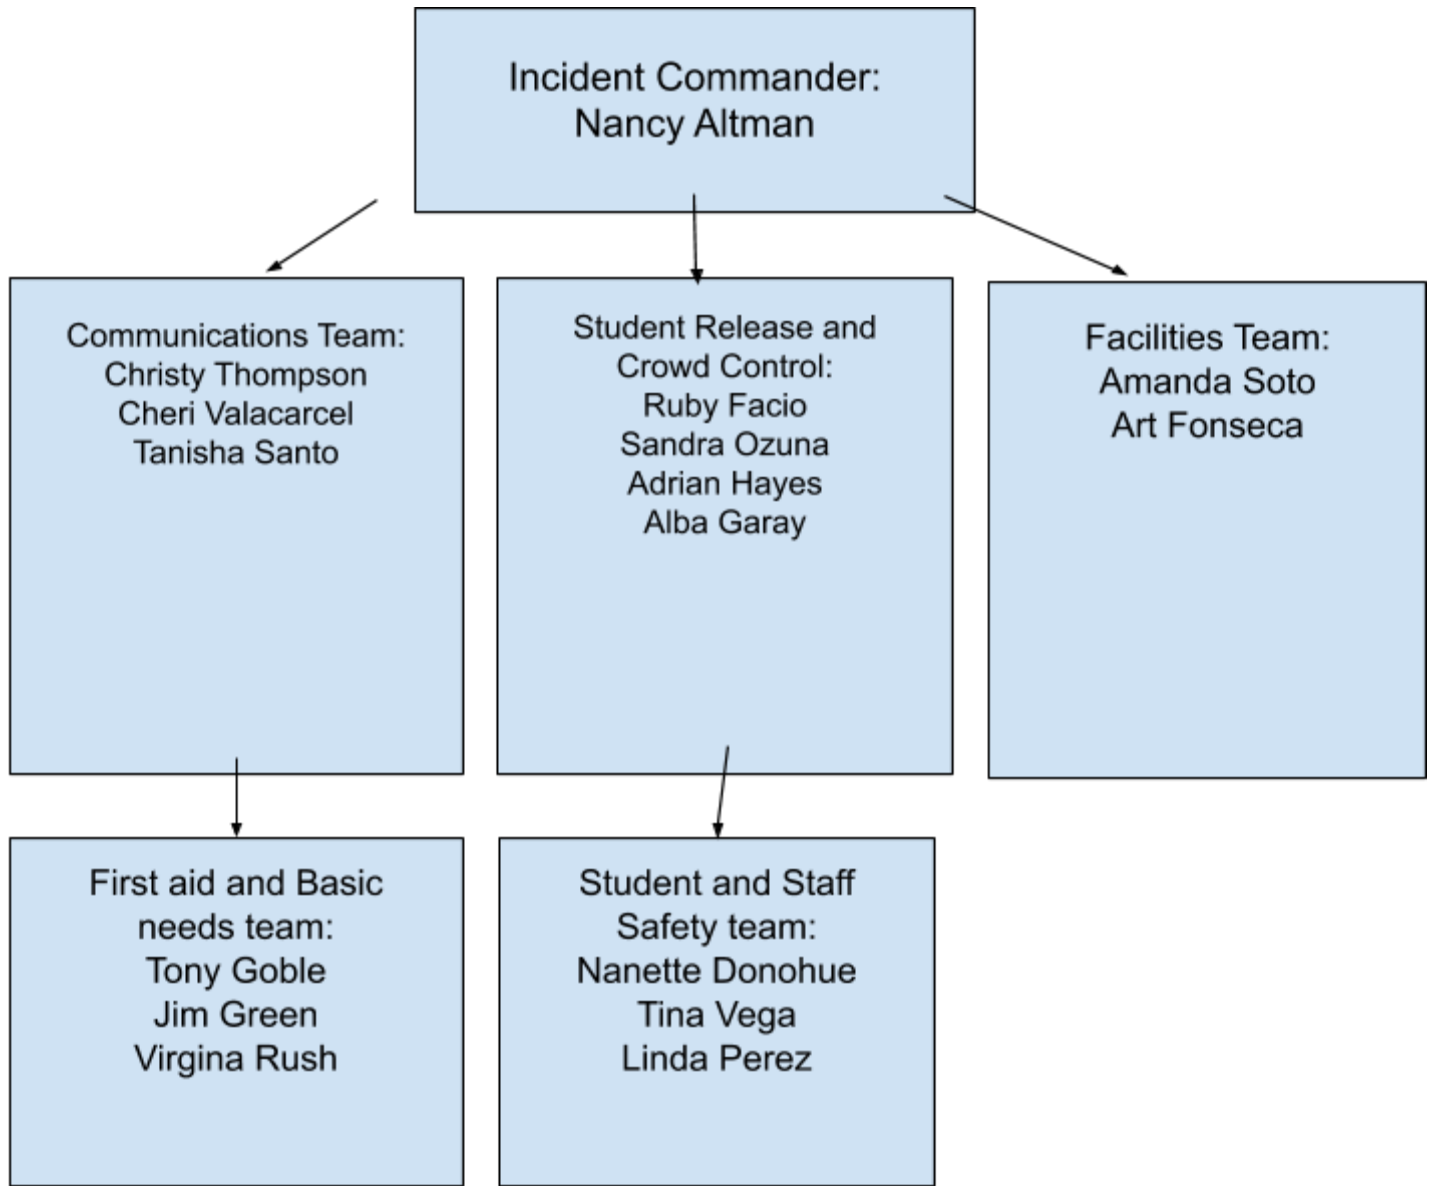 Incident Commander:
Nancy Altman
Communications Team:
Christy Thompson
Cheri Valacarcel
Tanisha Santo
Student Release and
Crowd Control:
Ruby Facio
Sandra Ozuna
Adrian Hayes
Alba Garay
Facilities Team:
Amanda Soto
Art Fonseca
First aid and Basic
needs team:
Tony Goble
Jim Green
Virgina Rush
Student and Staff
Safety team:
Nanette Donohue
Tina Vega
Linda Perez